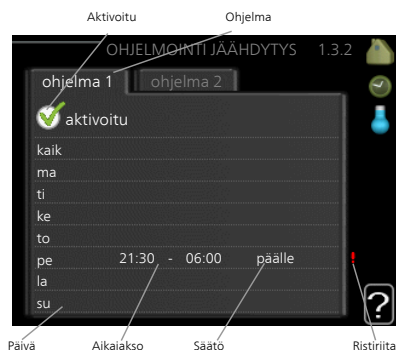 Aktivoitu Ohjelma
OHJELMOINTI JÄÄHDYTYS 1.3.2
ohjelma 1 ohjelma 2
aktivoitu
kaik
ma
ti
ke
to
pe 21:30 - 06:00 päälle !
la
su
?
Päivä Aikajakso Säätö Ristiriita